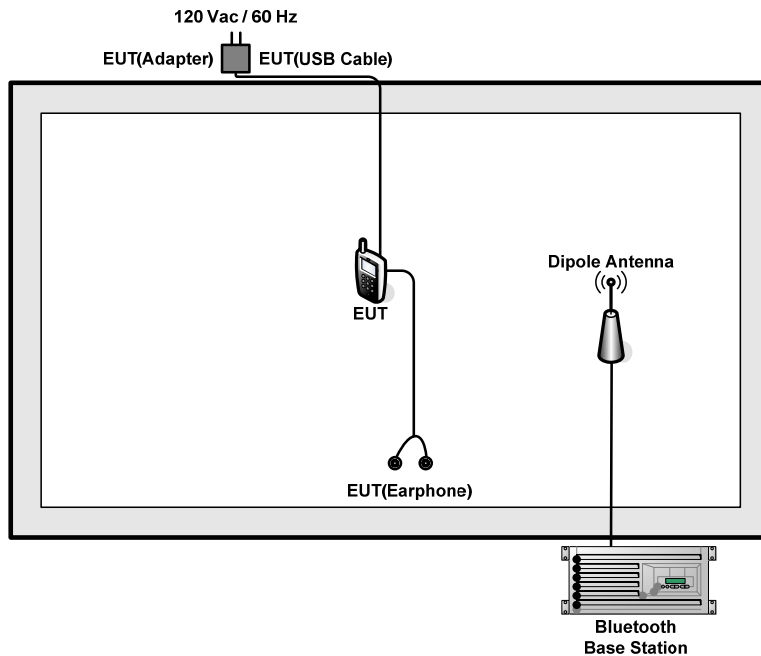 120 Vac / 60 Hz
EUT(Adapter)
EUT(USB Cable)
Dipole Antenna
EUT
EUT(Earphone)
Bluetooth
Base Station